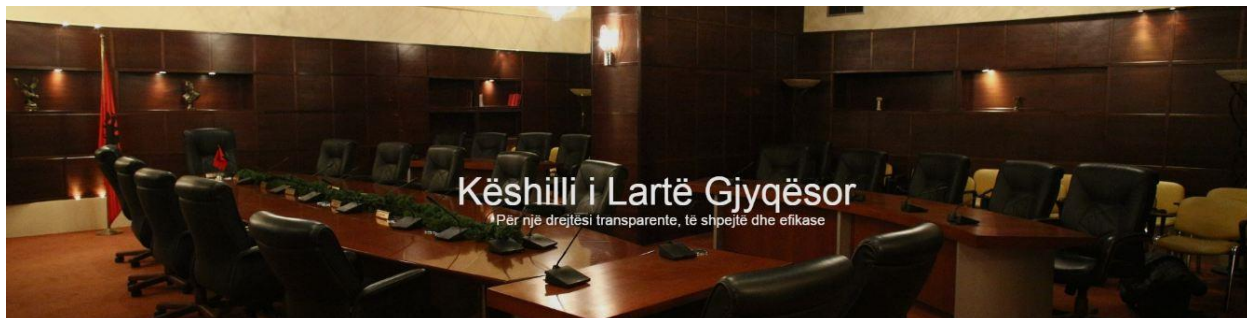 Këshilli i Lartë Gjyqësor
Për një drejtësi transparente, të shpejtë dhe efikase